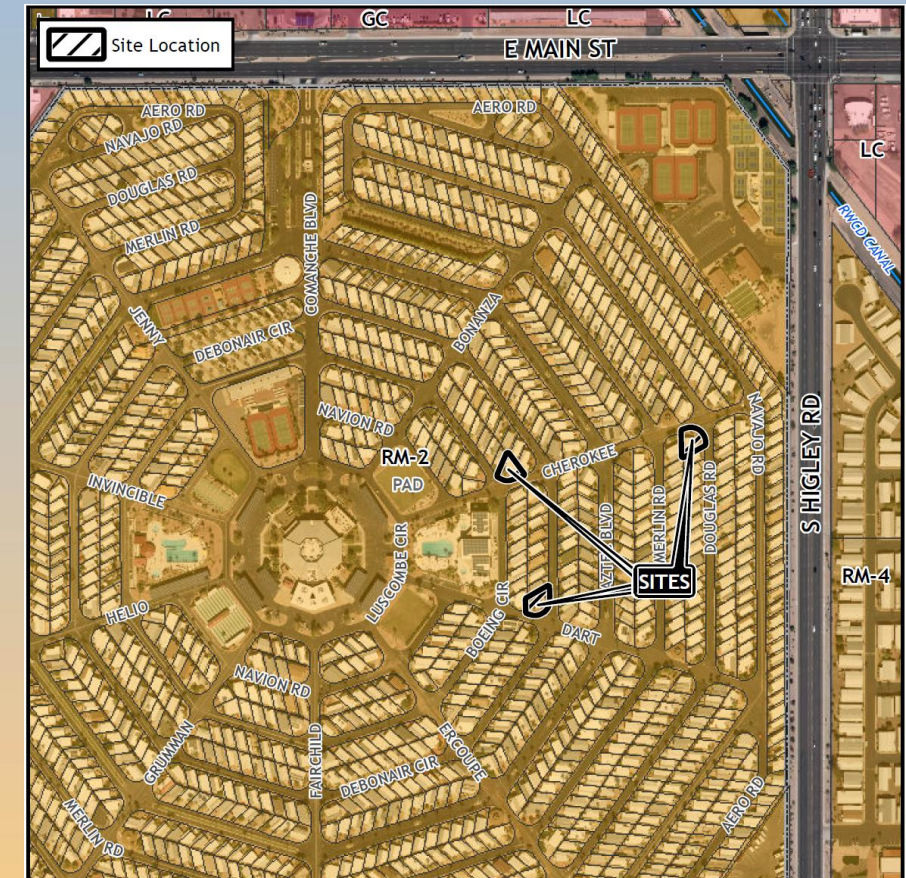 LC
GC
LC
Site Location
E MAIN ST
AERO RD
AERO RD
NAVAJO RD
DOUGLAS RD
MERLIN RD
COMANCHE BLVD
LC
RWCD CANAL
JENNY
DEBONAIR CIR
BONANZA
NAVION RD
NAVAJO RD
S HIGLEY RD
RM-2
PAD
CHEROKEE
INVINCIBLE
MERLIN RD
DOUGLAS RD
BLVD
LUSCOMBE CIR
SITES
RM-4
BOEING CIR
HELIO
DART
NAVION RD
GRUMMAN
FAIRCHILD
ERCOUPE
DEBONAIR CIR
AERO RD
MERLIN RD